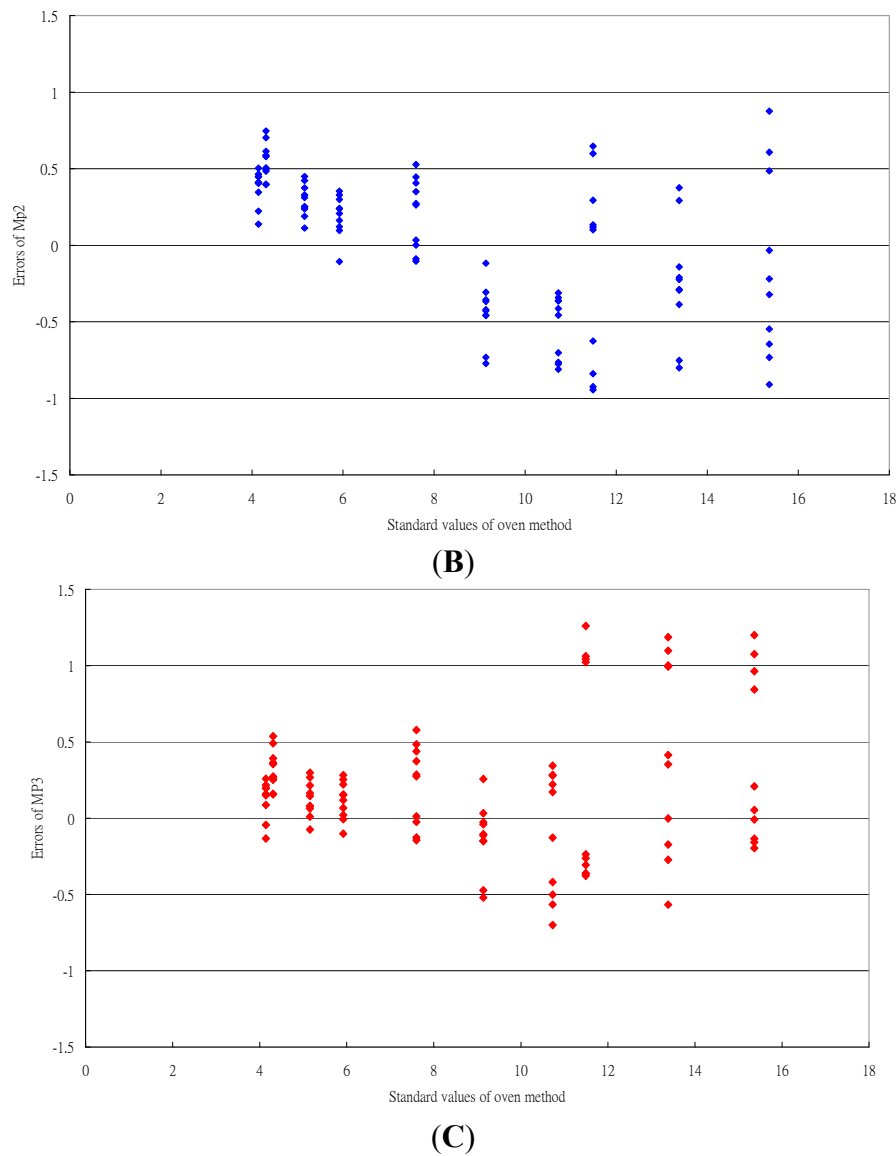 1.5
1
0.5
0
-0.5
-1
-1.5
Errors of Mp2
0 2 4 6 8 10 12 14 16 18
Standard values of oven method
(B)
1.5
1
0.5
0
-0.5
-1
-1.5
Errors of MP3
0 2 4 6 8 10 12 14 16 18
Standard values of oven method
(C)